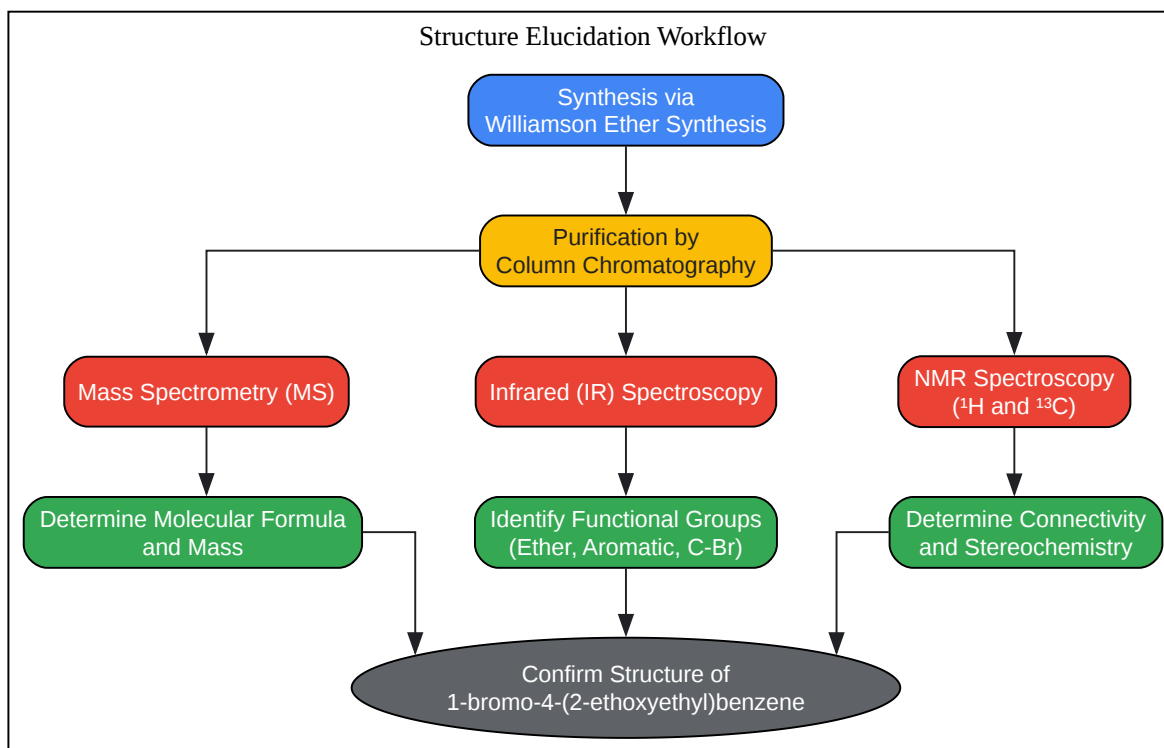 Structure Elucidation Workflow
Synthesis via
Williamson Ether Synthesis
Purification by
Column Chromatography
Mass Spectrometry (MS)
Infrared (IR) Spectroscopy
NMR Spectroscopy
(¹H and ¹³C)
Determine Molecular Formula
and Mass
Identify Functional Groups
(Ether, Aromatic, C-Br)
Determine Connectivity
and Stereochemistry
Confirm Structure of
1-bromo-4-(2-ethoxyethyl)benzene